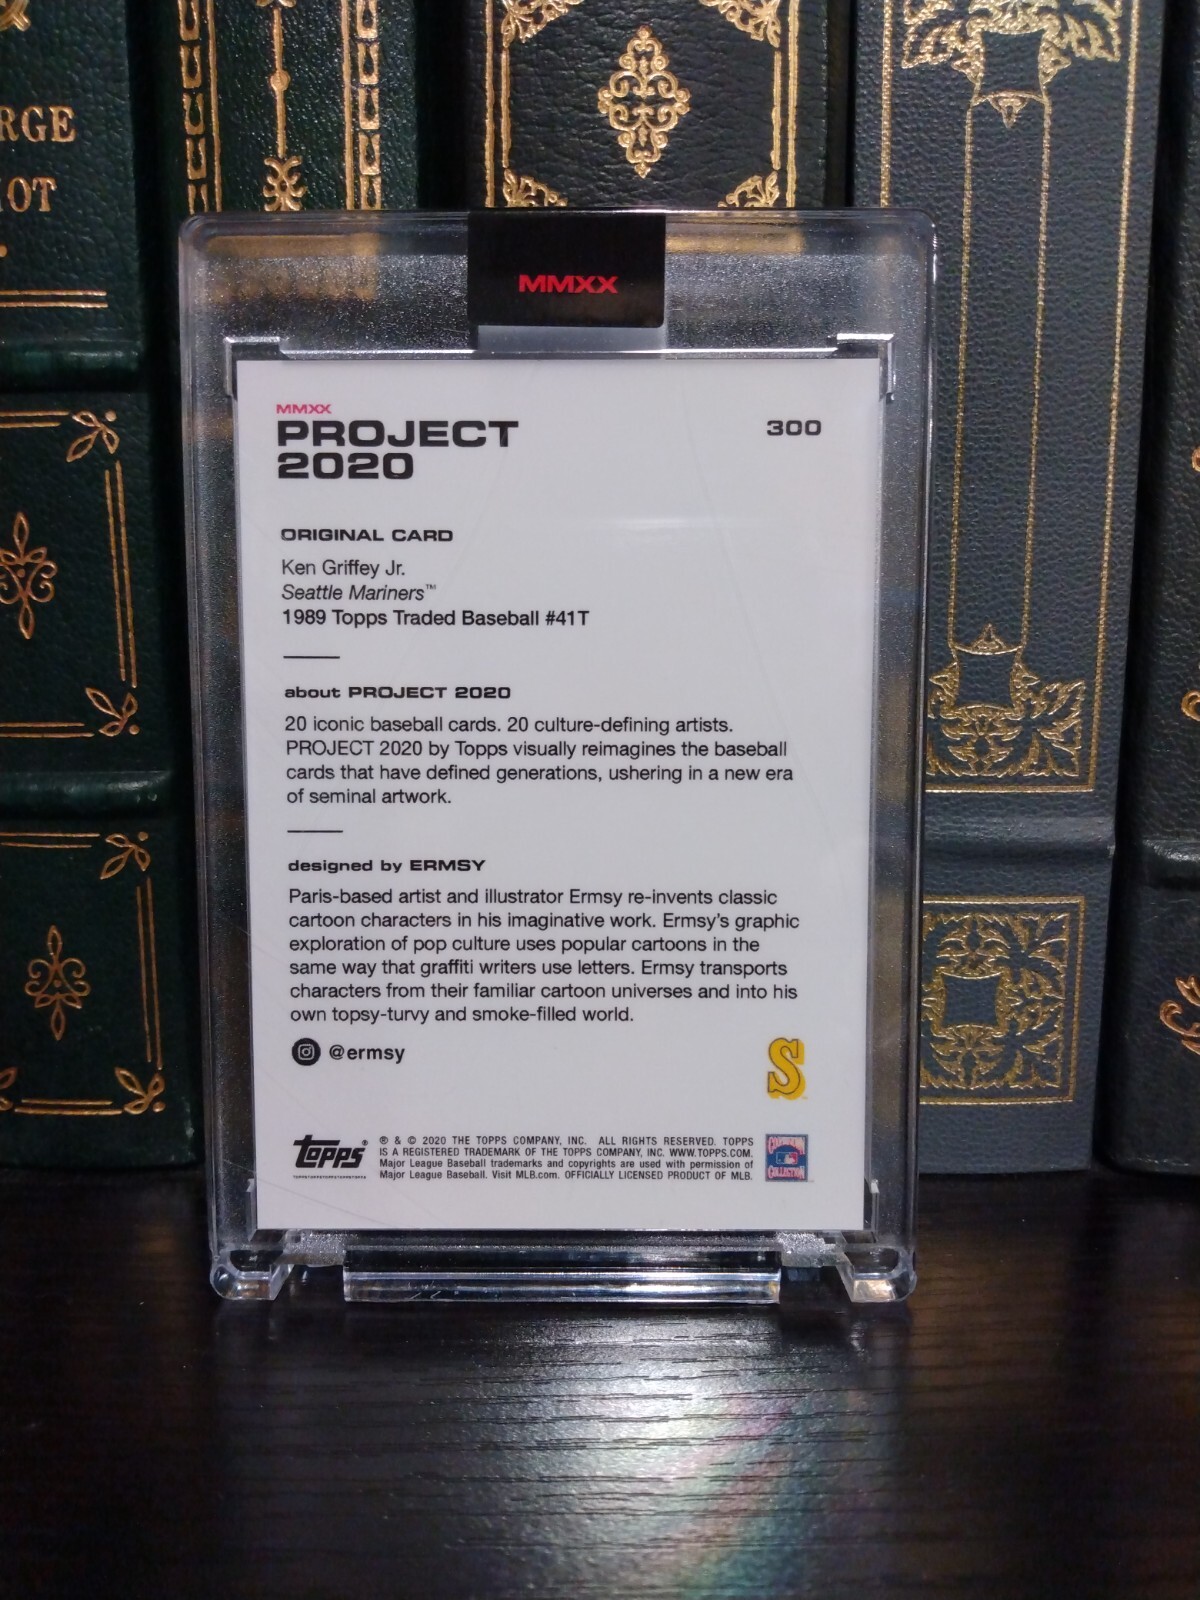 RGE
IOT
MMXX
MMXX
PROJECT
2020
300
ORIGINAL CARD
Ken Griffey Jr.
Seattle Mariners™
1989 Topps Traded Baseball #41T
about PROJECT 2020
20 iconic baseball cards. 20 culture-defining artists.
PROJECT 2020 by Topps visually reimagines the baseball
cards that have defined generations, ushering in a new era
of seminal artwork.
designed by ERMSY
Paris-based artist and illustrator Ermsy re-invents classic
cartoon characters in his imaginative work. Ermsy's graphic
exploration of pop culture uses popular cartoons in the
same way that graffiti writers use letters. Ermsy transports
characters from their familiar cartoon universes and into his
own topsy-turvy and smoke-filled world.
@ermsy
S
topps®
® & © 2020 THE TOPPS COMPANY, INC. ALL RIGHTS RESERVED. TOPPS
IS A REGISTERED TRADEMARK OF THE TOPPS COMPANY, INC. WWW.TOPPS.COM.
Major League Baseball trademarks and copyrights are used with permission of
Major League Baseball. Visit MLB.com. OFFICIALLY LICENSED PRODUCT OF MLB.
COLLECTION